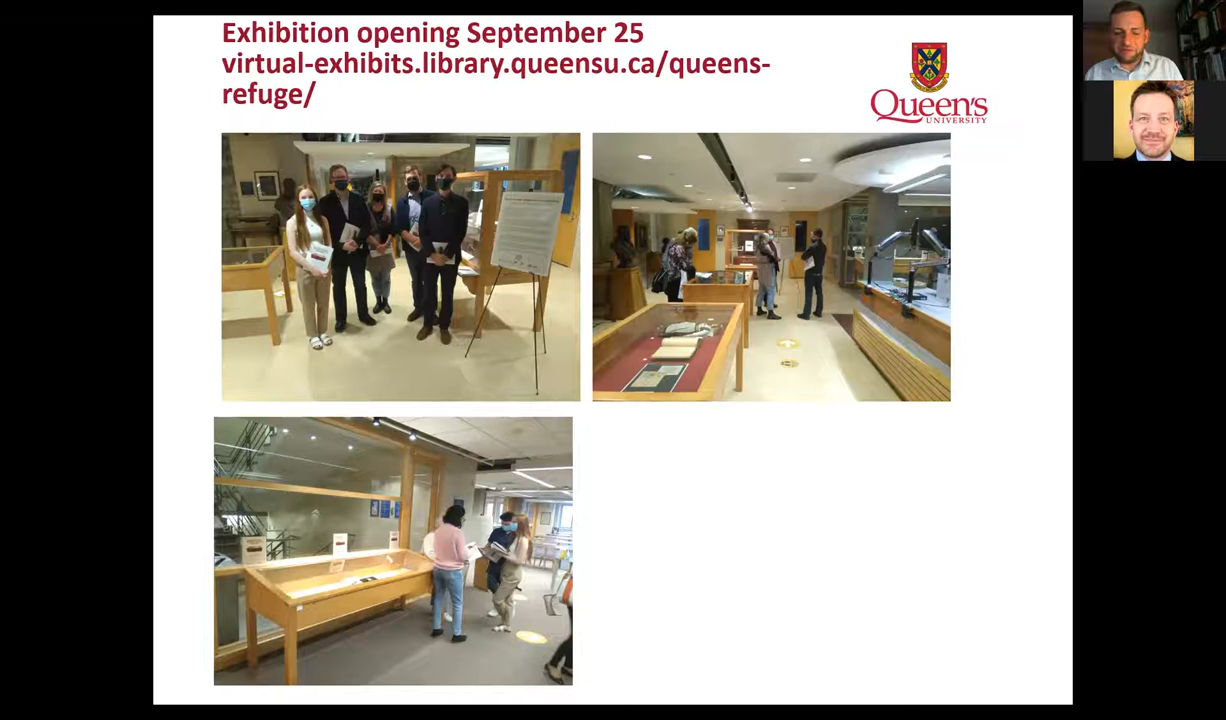 Exhibition opening September 25
virtual-exhibits.library.queensu.ca/queens-
refuge/
Queen's
UNIVERSITY